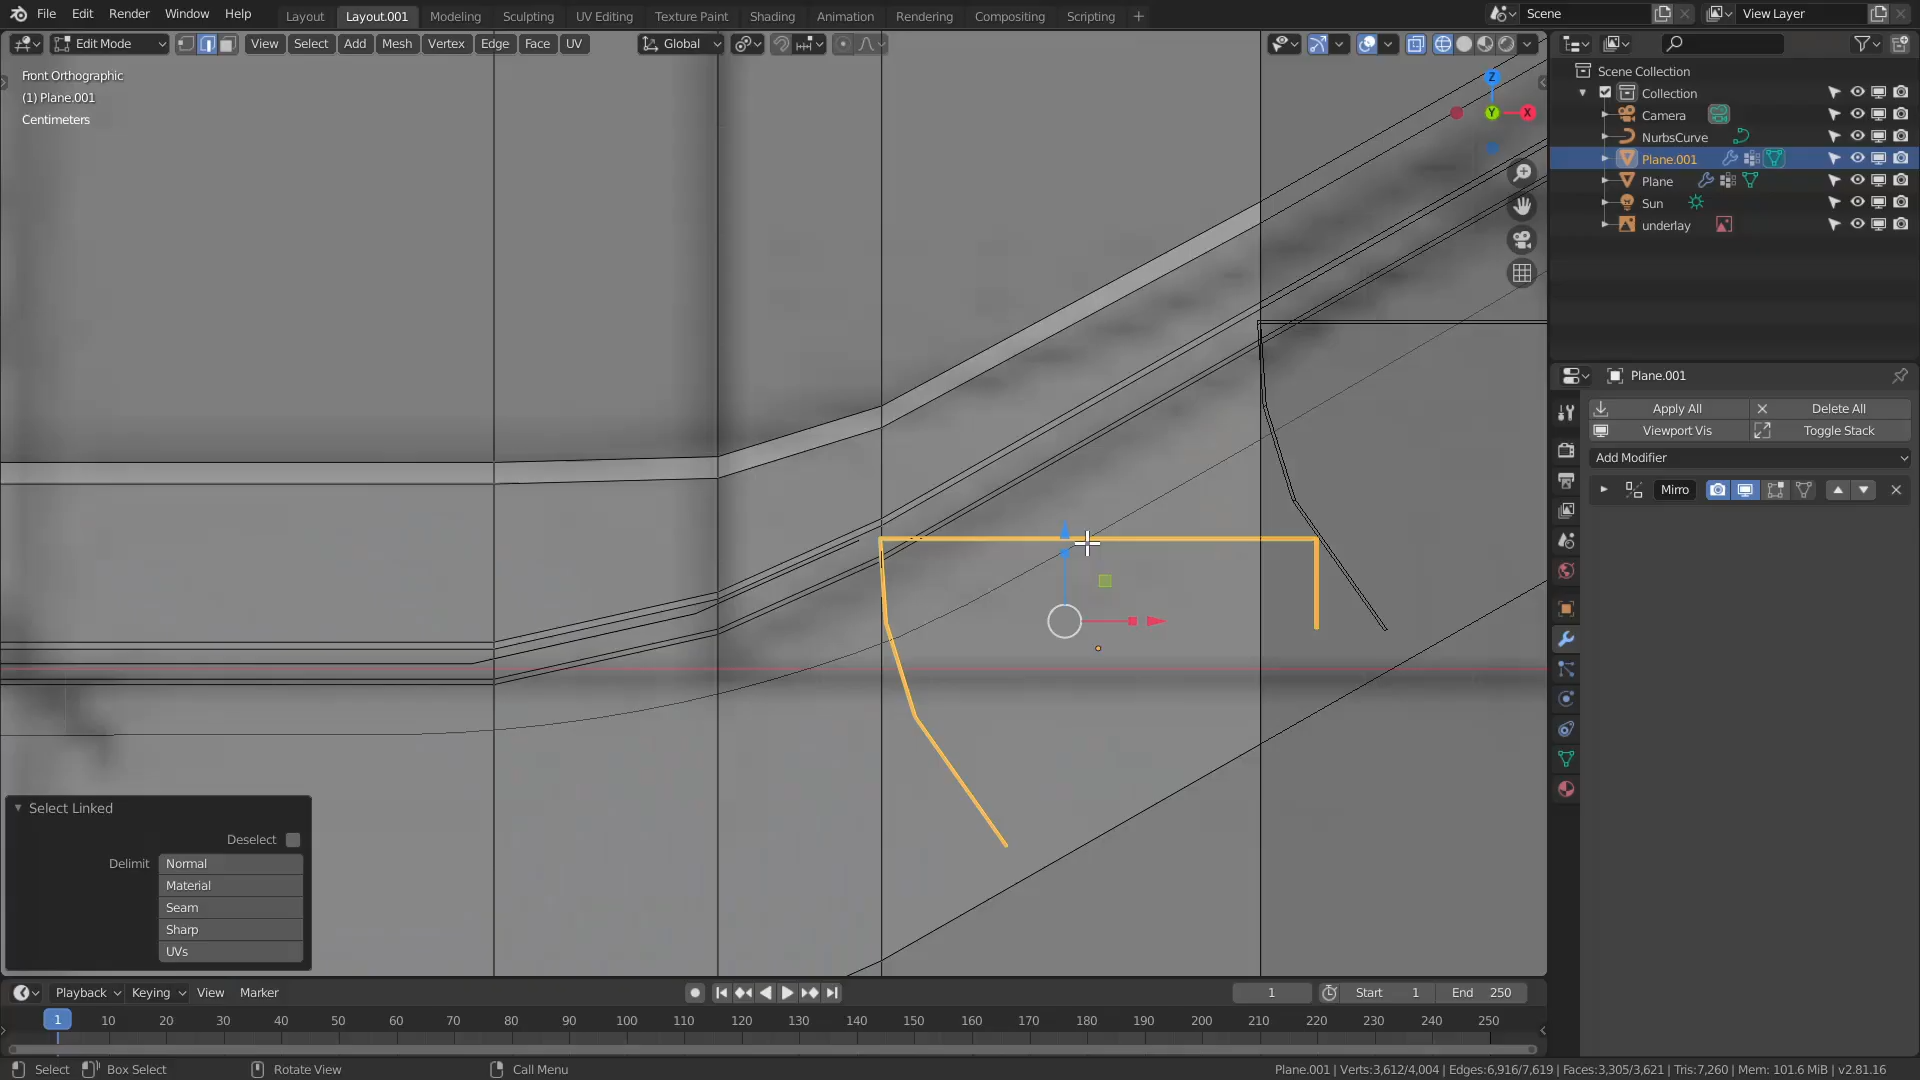 File Edit Render Window Help Layout Layout.001 Modeling Sculpting UV Editing Texture Paint Shading Animation Rendering Compositing Scripting + Scene View Layer
Edit Mode View Select Add Mesh Vertex Edge Face UV Global
Front Orthographic
(1) Plane.001
Centimeters
Z
Y
X
Scene Collection
Collection
Camera
NurbsCurve
Plane.001
Plane
Sun
underlay
Plane.001
Apply All Delete All
Viewport Vis Toggle Stack
Add Modifier
Mirro
Select Linked
Deselect
Delimit Normal
Material
Seam
Sharp
UVs
Playback Keying View Marker 1 Start 1 End 250
1 10 20 30 40 50 60 70 80 90 100 110 120 130 140 150 160 170 180 190 200 210 220 230 240 250
Select Box Select Rotate View Call Menu Plane.001 | Verts:3,612/4,004 | Edges:6,916/7,619 | Faces:3,305/3,621 | Tris:7,260 | Mem: 101.6 MiB | v2.81.16